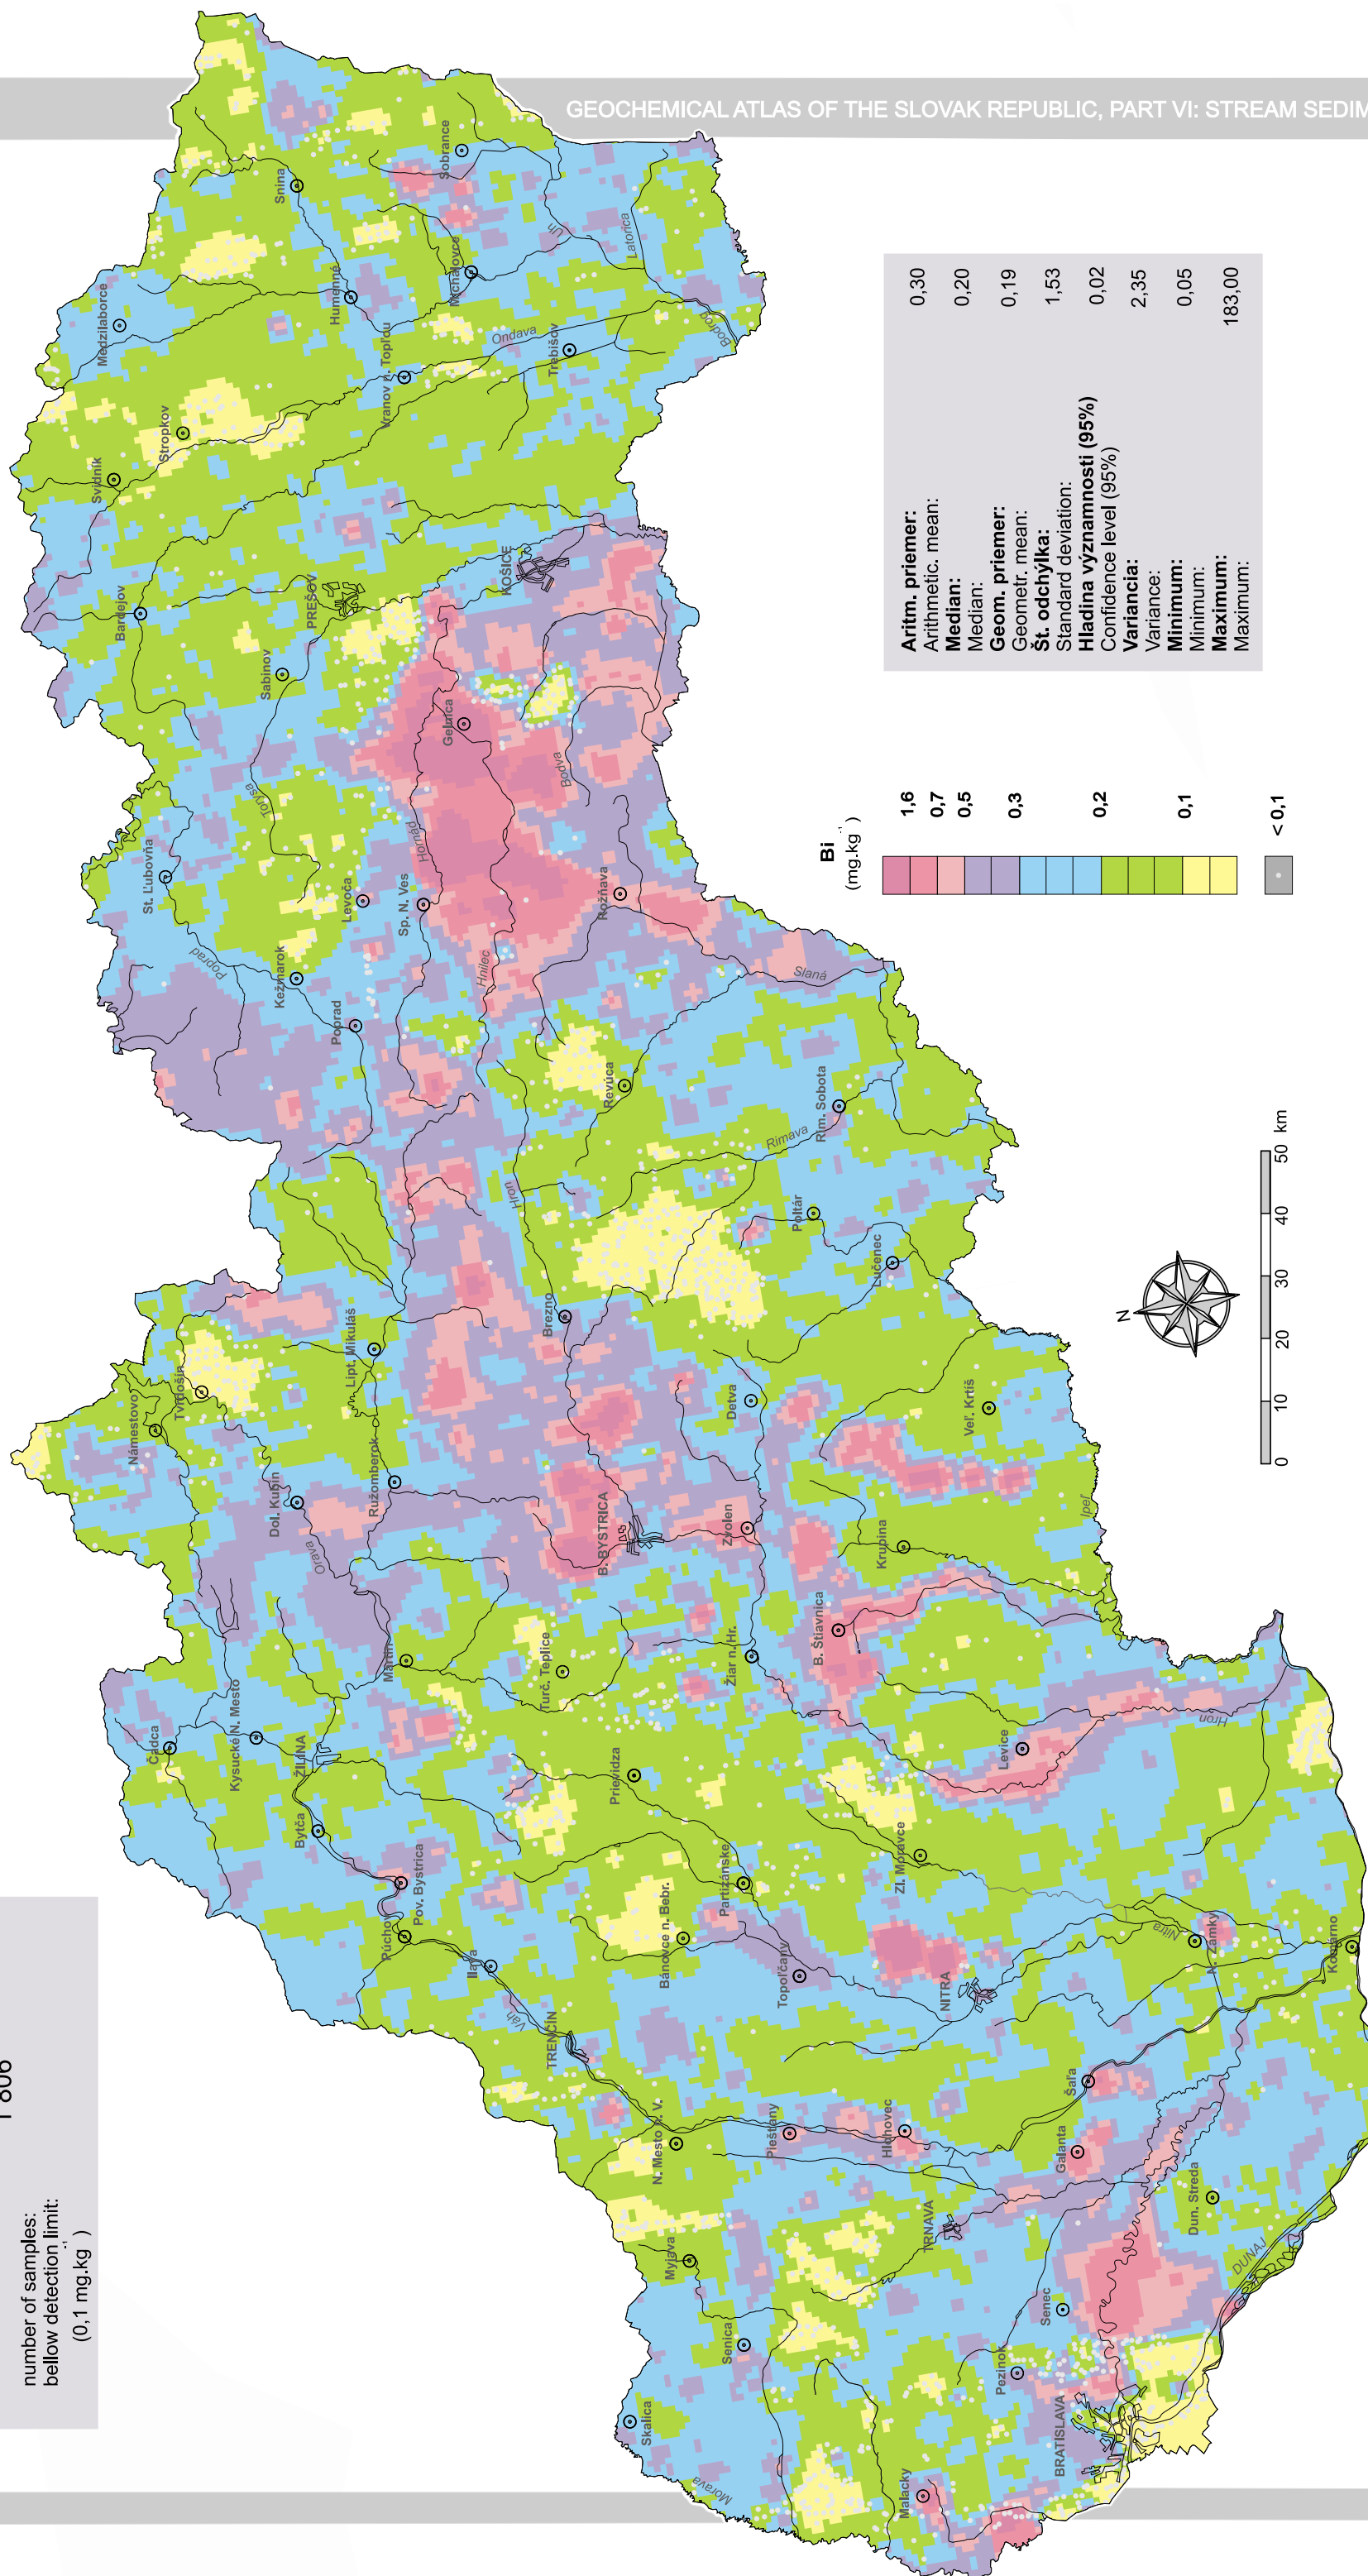 GEOCHEMICAL ATLAS OF THE SLOVAK REPUBLIC, PART VI: STREAM SEDIM
number of samples:
bellow detection limit:
(0,1 mg.kg⁻¹)
Aritm. priemer:
Arithmetic. mean: 0,30
Median:
Median: 0,20
Geom. priemer:
Geometr. mean: 0,19
Št. odchýlka:
Standard deviation: 1,53
Hladina významnosti (95%)
Confidence level (95%) 0,02
Variancia:
Variance: 2,35
Minimum:
Minimum: 0,05
Maximum:
Maximum: 183,00
Bi
(mg.kg⁻¹)
1,6
0,7
0,5
0,3
0,2
0,1
< 0,1
N
0 10 20 30 40 50 km
Medzilaborce
Snina
Sobrance
Humenné
Michalovce
Uh
Latorica
Stropkov
Svidník
Vranov n. Topľou
Ondava
Trebišov
Bodrog
Bardejov
PREŠOV
KOŠICE
Sabinov
Gelnica
Bodva
Torysa
Hornád
St. Ľubovňa
Levoča
Sp. N. Ves
Rožňava
Poprad
Kežmarok
Hnilec
Slaná
Poprad
Revúca
Rim. Sobota
Rimava
Hron
Poltár
Lučenec
Námestovo
Tvrdošín
Lipt. Mikuláš
Brezno
Detva
Veľ. Krtíš
Dol. Kubín
Ružomberok
B. BYSTRICA
Zvolen
Krupina
Ipeľ
Orava
Martin
Turč. Teplice
Žiar n. Hr.
B. Štiavnica
Čadca
Kysucké N. Mesto
ŽILINA
Bytča
Prievidza
Levice
Hron
Pov. Bystrica
Púchov
Ilava
Bánovce n. Bebr.
Partizánske
Zl. Moravce
Topoľčany
NITRA
Nitra
N. Zámky
Komárno
Váh
TRENČÍN
N. Mesto n. V.
Piešťany
Hlohovec
Šaľa
Galanta
Dun. Streda
DUNAJ
Myjava
TRNAVA
Senec
Senica
Pezinok
Skalica
BRATISLAVA
Malacky
Morava